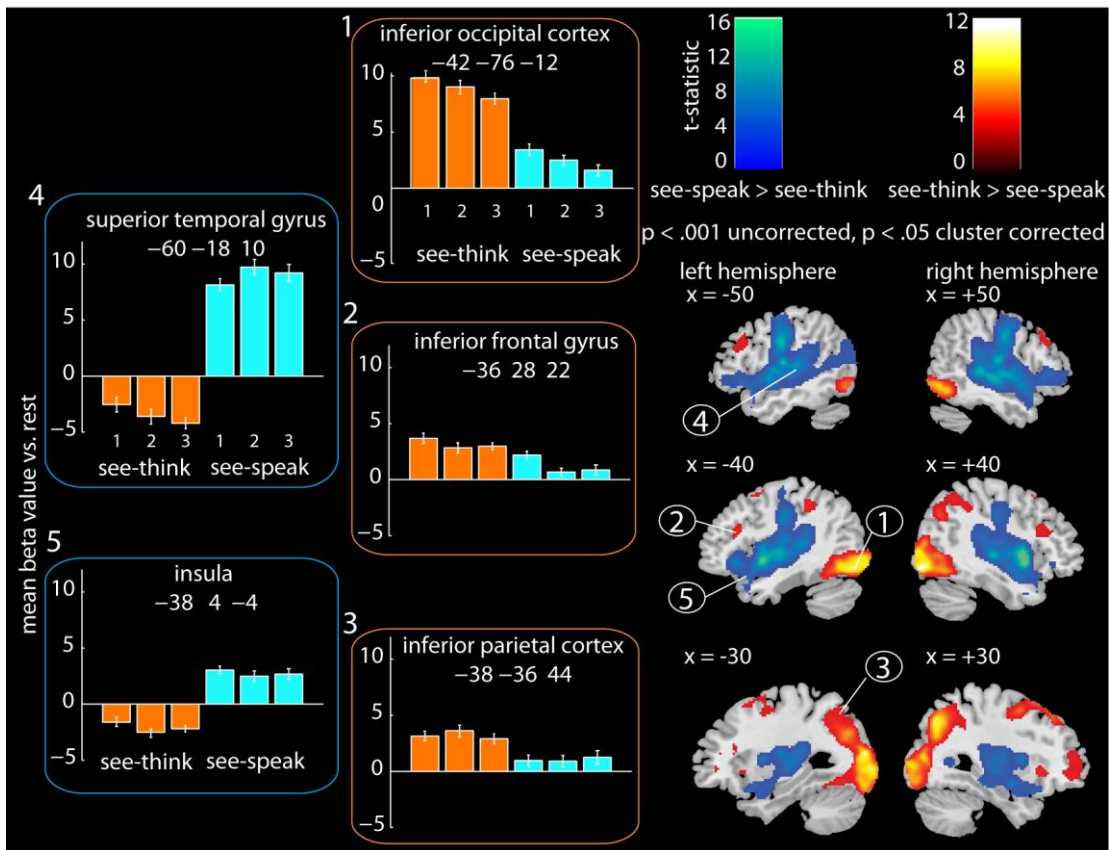 1
inferior occipital cortex
−42 −76 −12
10
5
0
−5
1 2 3 1 2 3
see-think see-speak
16
12
8
4
0
t-statistic
see-speak > see-think
12
10
8
6
4
2
0
see-think > see-speak
p < .001 uncorrected, p < .05 cluster corrected
mean beta value vs. rest
4
superior temporal gyrus
−60 −18 10
10
5
0
−5
1 2 3 1 2 3
see-think see-speak
2
inferior frontal gyrus
−36 28 22
10
5
0
−5
5
insula
−38 4 −4
10
5
0
−5
see-think see-speak
3
inferior parietal cortex
−38 −36 44
10
5
0
−5
left hemisphere right hemisphere
x = -50 x = +50
4
x = -40 x = +40
2
1
5
x = -30 x = +30
3